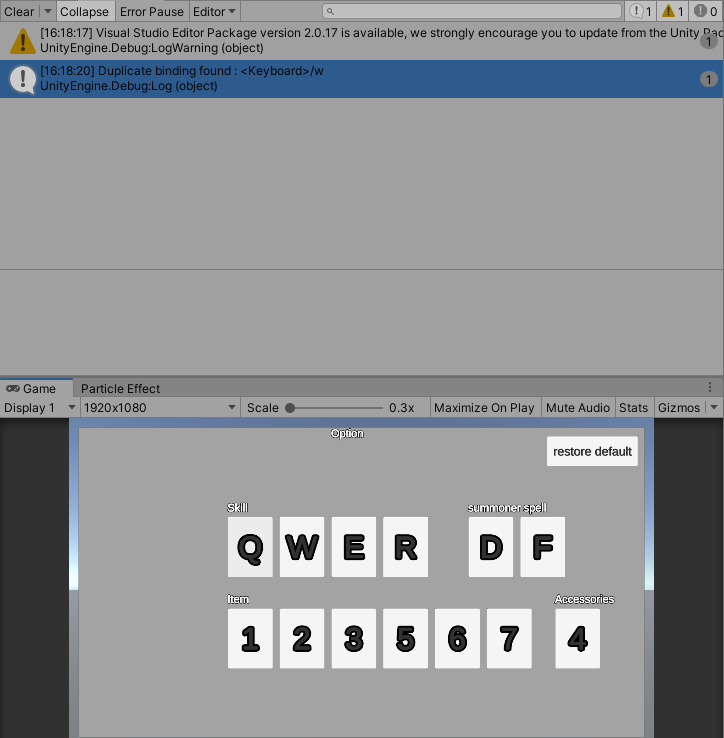 Clear Collapse Error Pause Editor 1 1 0
[16:18:17] Visual Studio Editor Package version 2.0.17 is available, we strongly encourage you to update from the Unity Pac
UnityEngine.Debug:LogWarning (object) 1
[16:18:20] Duplicate binding found : <Keyboard>/w
UnityEngine.Debug:Log (object) 1
Game Particle Effect
Display 1 1920x1080 Scale 0.3x Maximize On Play Mute Audio Stats Gizmos
Option
restore default
Skill summoner spell
Q W E R D F
Item Accessories
1 2 3 5 6 7 4